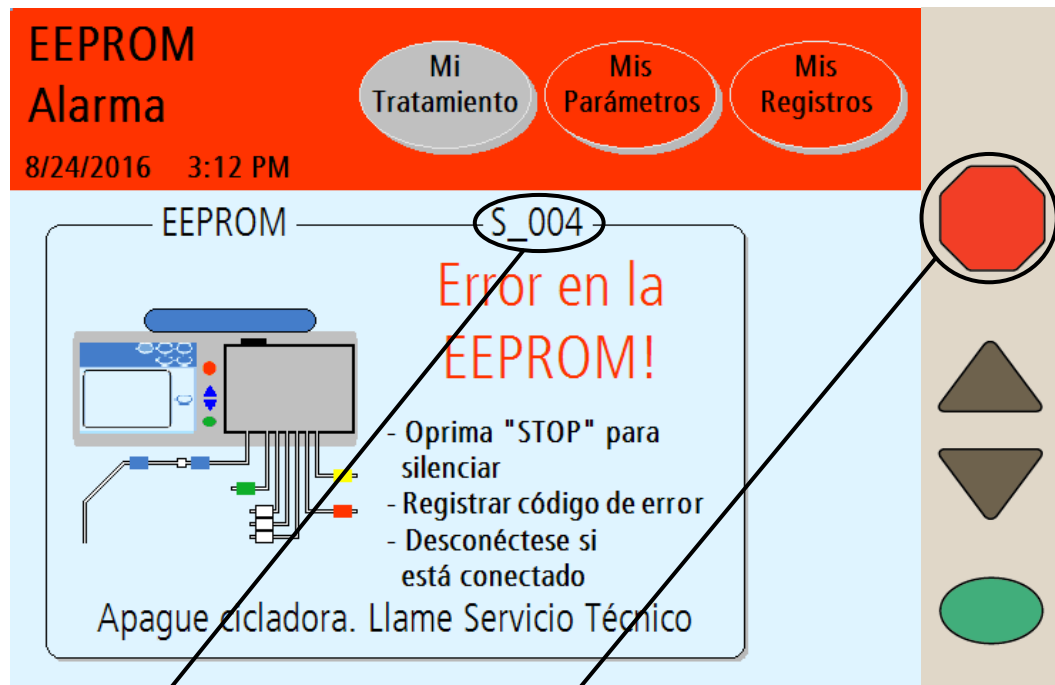 EEPROM
Alarma
8/24/2016 3:12 PM
Mi
Tratamiento
Mis
Parámetros
Mis
Registros
EEPROM
S_004
Error en la
EEPROM!
- Oprima "STOP" para
silenciar
- Registrar código de error
- Desconéctese si
está conectado
Apague cicladora. Llame Servicio Técnico